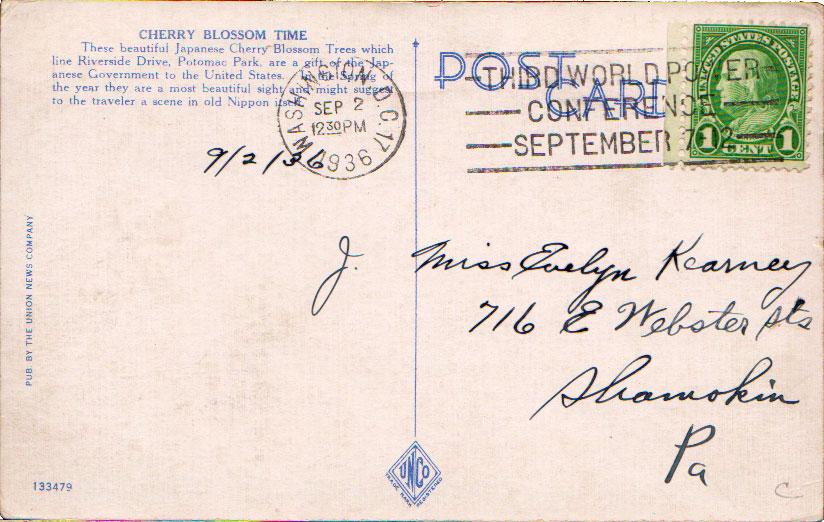 CHERRY BLOSSOM TIME
These beautiful Japanese Cherry Blossom Trees which
line Riverside Drive, Potomac Park, are a gift of the Jap-
anese Government to the United States. In the Spring of
the year they are a most beautiful sight and might suggest
to the traveler a scene in old Nippon itself.
POST CARD
WASHINGTON, D.C. 17
SEP 2
12 30 PM
1936
THIRD WORLD POWER
CONFERENCE
SEPTEMBER 7-12
UNITED STATES POSTAGE
1 CENT 1
9/2/36
J.
Miss Evelyn Kearney
716 E Webster Sts
Shamokin
Pa
PUB. BY THE UNION NEWS COMPANY
UNCO
TRADE MARK REGISTERED
133479
C